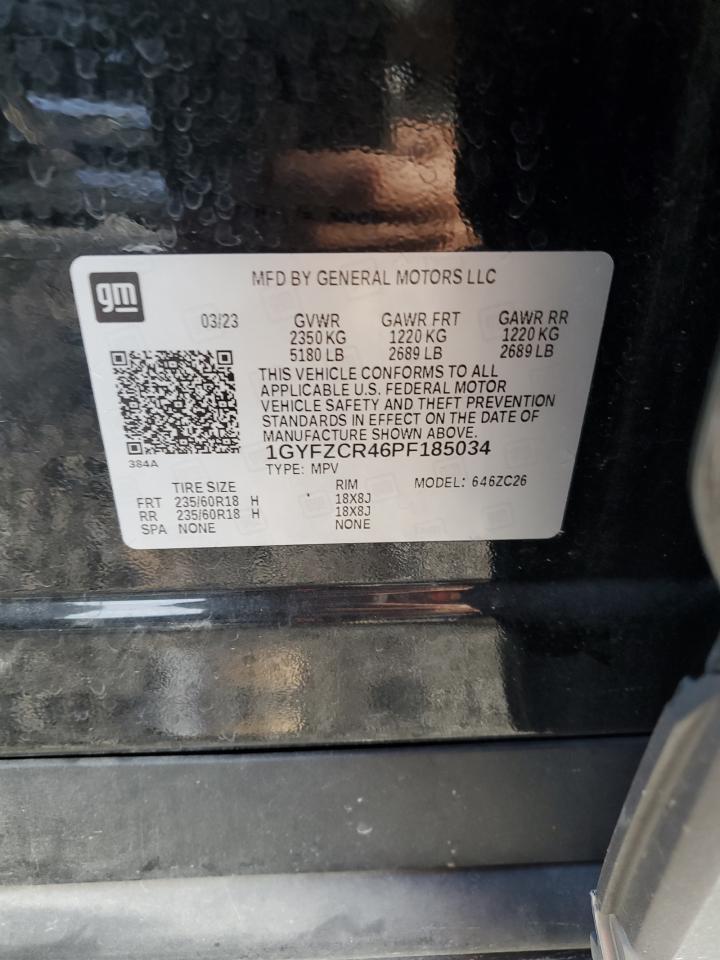 gm
MFD BY GENERAL MOTORS LLC
03/23 GVWR GAWR FRT GAWR RR
2350 KG 1220 KG 1220 KG
5180 LB 2689 LB 2689 LB
THIS VEHICLE CONFORMS TO ALL
APPLICABLE U.S. FEDERAL MOTOR
VEHICLE SAFETY AND THEFT PREVENTION
STANDARDS IN EFFECT ON THE DATE OF
MANUFACTURE SHOWN ABOVE.
1GYFZCR46PF185034
384A
TYPE: MPV
TIRE SIZE RIM MODEL: 646ZC26
FRT 235/60R18 H 18X8J
RR 235/60R18 H 18X8J
SPA NONE NONE